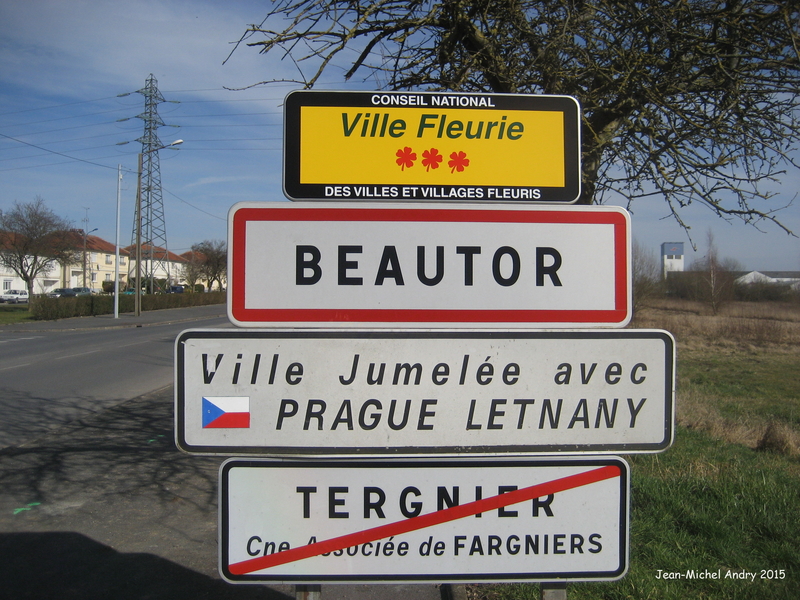 CONSEIL NATIONAL
Ville Fleurie
DES VILLES ET VILLAGES FLEURIS
BEAUTOR
Ville Jumelée avec
PRAGUE LETNANY
TERGNIER
Cne Associée de FARGNIERS
Jean-Michel Andry 2015